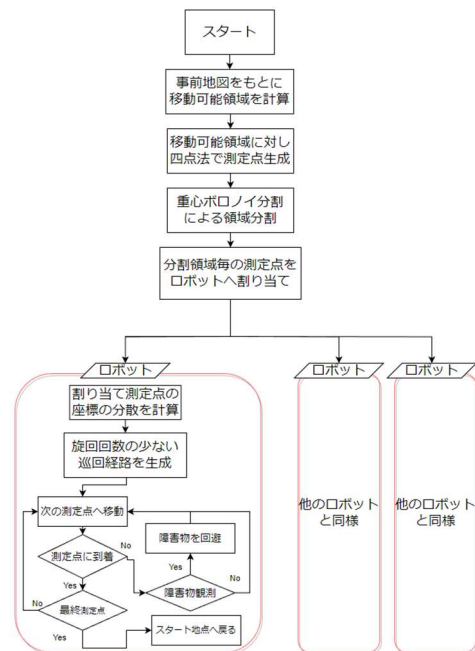 スタート
事前地図をもとに
移動可能領域を計算
移動可能領域に対し
四点法で測定点生成
重心ボロノイ分割
による領域分割
分割領域毎の測定点を
ロボットへ割り当て
ロボット
ロボット
ロボット
割り当て測定点の
座標の分散を計算
旋回回数の少ない
巡回経路を生成
次の測定点へ移動
障害物を回避
測定点に到着
No
Yes
No
障害物観測
Yes
No
最終測定点
Yes
スタート地点へ戻る
他のロボット
と同様
他のロボット
と同様